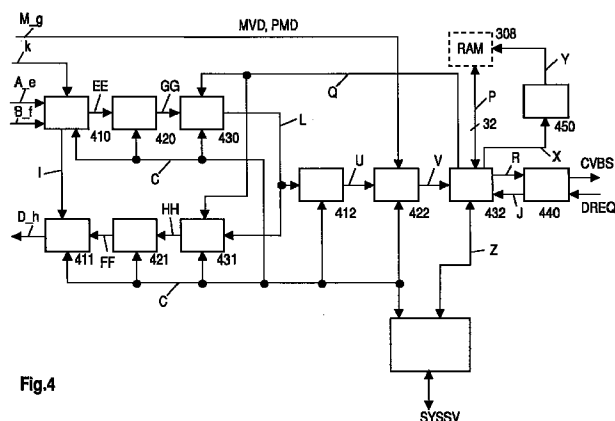 M_g
MVD, PMD
308
k
RAM
Y
A_e
EE
GG
Q
B_f
L
P
410
420
430
32
450
X
I
C
U
V
R
CVBS
J
DREQ
D_h
HH
412
422
432
440
FF
411
421
431
Z
C
Fig.4
SYSSV